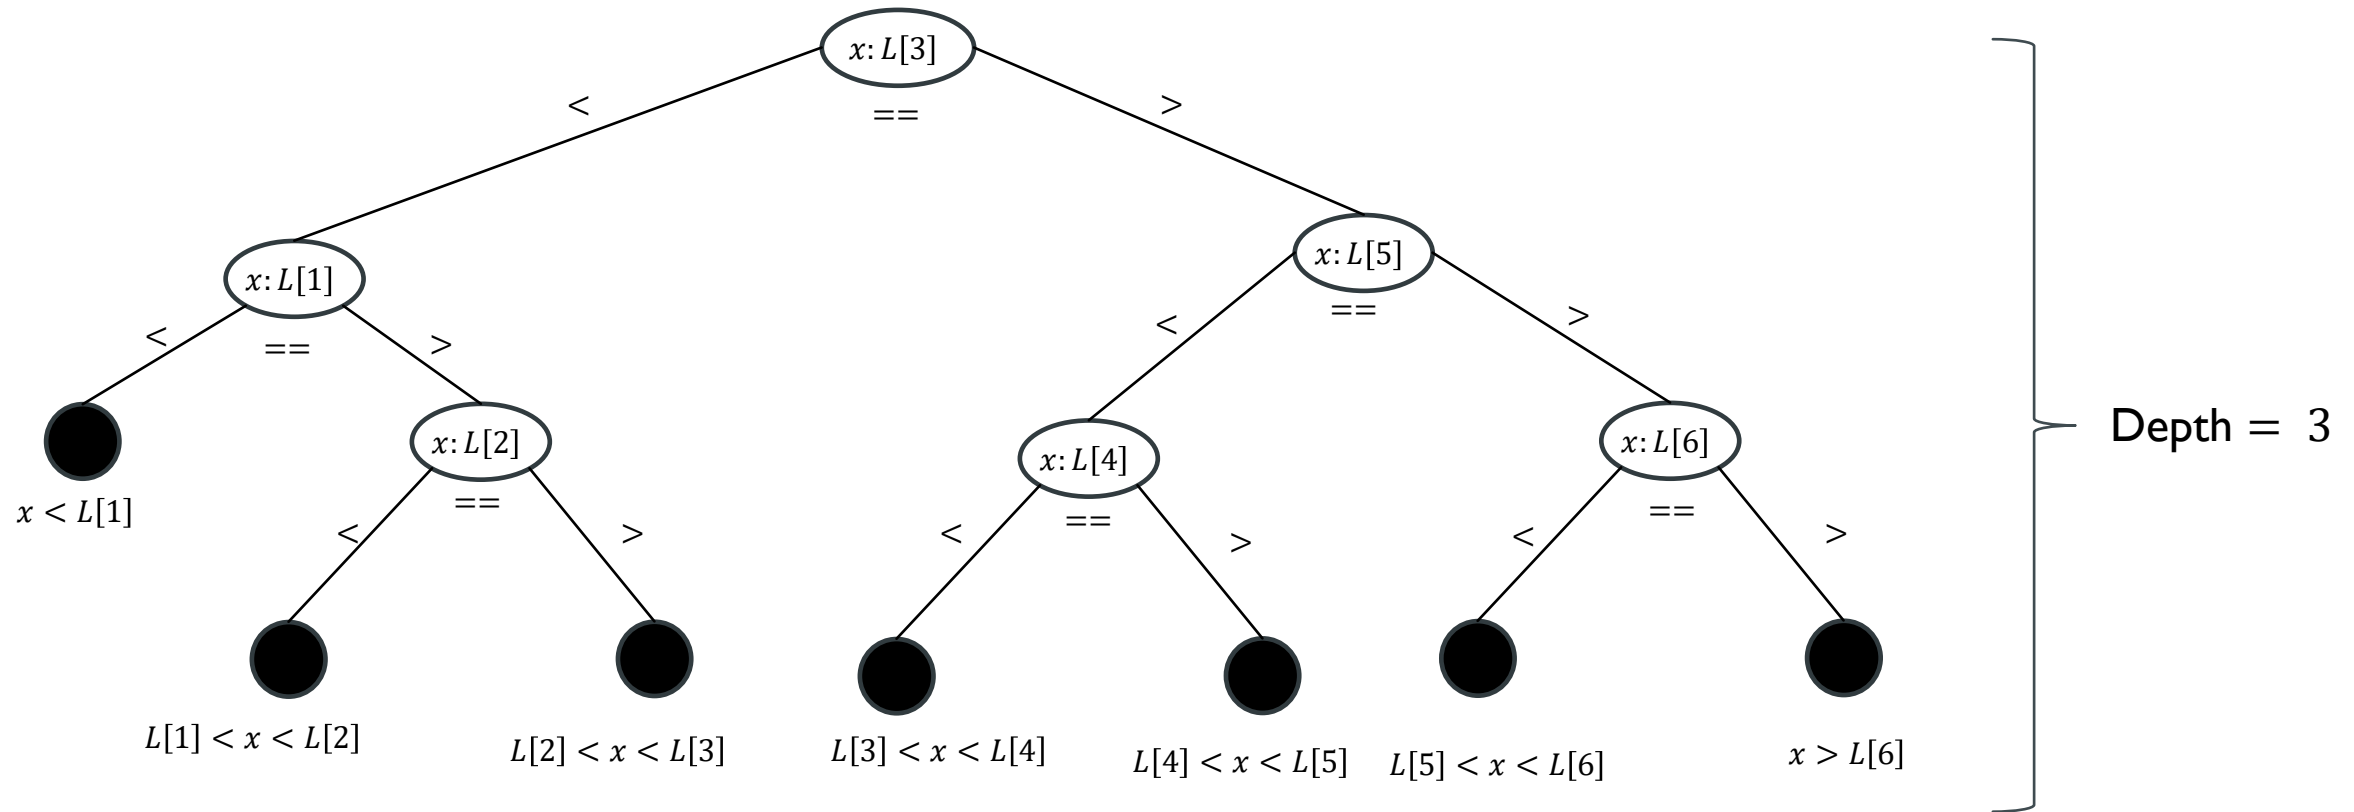 x: L[3]
<
>
==
x: L[5]
x: L[1]
==
<
>
<
>
==
x: L[2]
x: L[4]
x: L[6]
Depth = 3
==
x < L[1]
==
==
<
>
<
>
<
>
L[1] < x < L[2]
L[2] < x < L[3]
L[3] < x < L[4]
L[4] < x < L[5]
L[5] < x < L[6]
x > L[6]